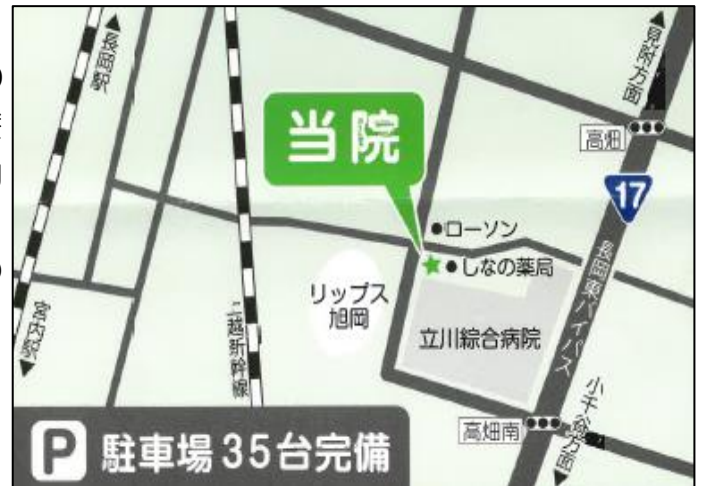 長岡駅
見附方面
高畑
17
当院
ローソン
しなの薬局
長岡東バイパス
リップス
旭岡
立川綜合病院
宮内駅
上越新幹線
小千谷方面
高畑南
P 駐車場35台完備